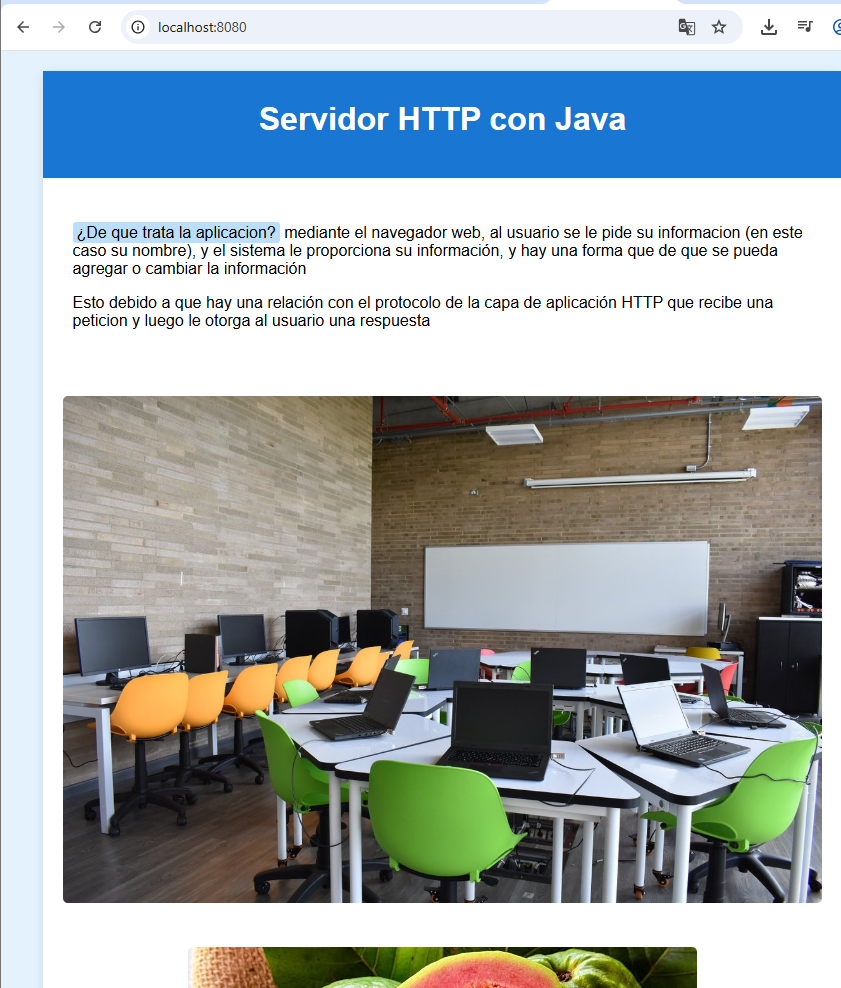 localhost:8080
Servidor HTTP con Java
¿De que trata la aplicacion? mediante el navegador web, al usuario se le pide su informacion (en este
caso su nombre), y el sistema le proporciona su información, y hay una forma que de que se pueda
agregar o cambiar la información
Esto debido a que hay una relación con el protocolo de la capa de aplicación HTTP que recibe una
peticion y luego le otorga al usuario una respuesta